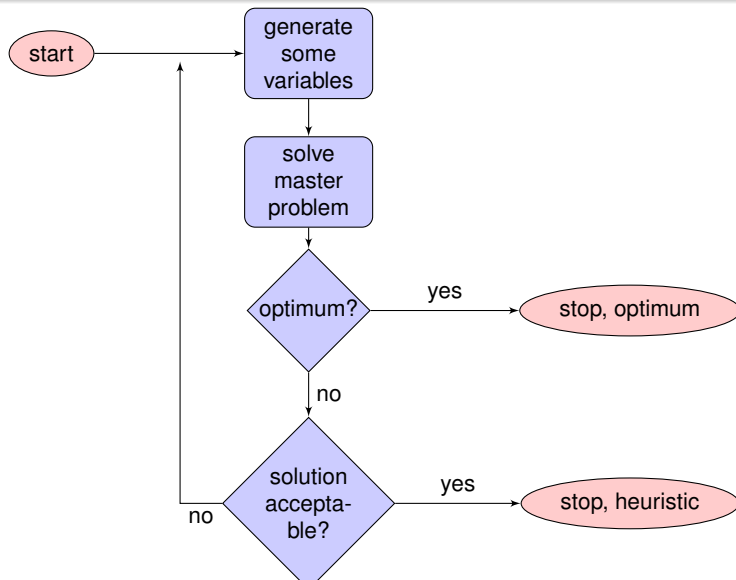 start
generate
some
variables
solve
master
problem
optimum?
yes
stop, optimum
no
solution
accepta-
ble?
yes
stop, heuristic
no